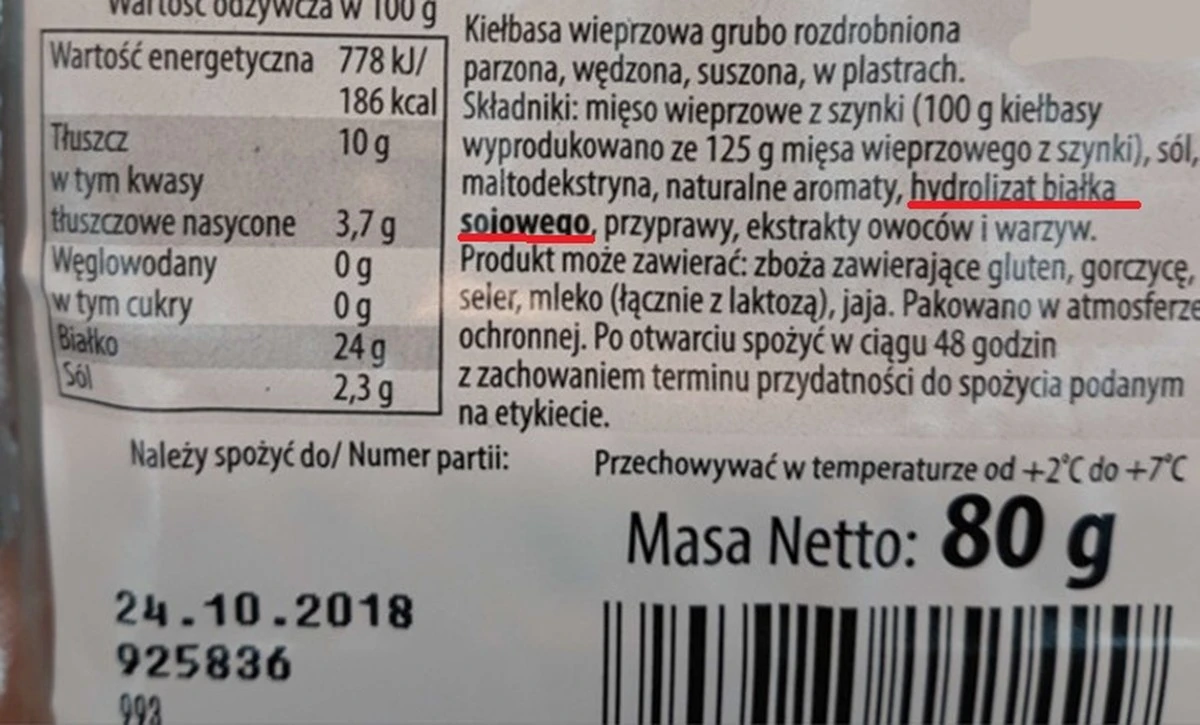 Wartość odżywcza w 100 g
Wartość energetyczna 778 kJ/
186 kcal
Tłuszcz 10 g
w tym kwasy
tłuszczowe nasycone 3,7 g
Węglowodany 0 g
w tym cukry 0 g
Białko 24 g
Sól 2,3 g
Kiełbasa wieprzowa grubo rozdrobniona
parzona, wędzona, suszona, w plastrach.
Składniki: mięso wieprzowe z szynki (100 g kiełbasy
wyprodukowano ze 125 g mięsa wieprzowego z szynki), sól,
maltodekstryna, naturalne aromaty, hydrolizat białka
sojowego, przyprawy, ekstrakty owoców i warzyw.
Produkt może zawierać: zboża zawierające gluten, gorczycę,
seler, mleko (łącznie z laktozą), jaja. Pakowano w atmosferze
ochronnej. Po otwarciu spożyć w ciągu 48 godzin
z zachowaniem terminu przydatności do spożycia podanym
na etykiecie.
Należy spożyć do/ Numer partii:
Przechowywać w temperaturze od +2°C do +7°C
Masa Netto: 80 g
24.10.2018
925836
993